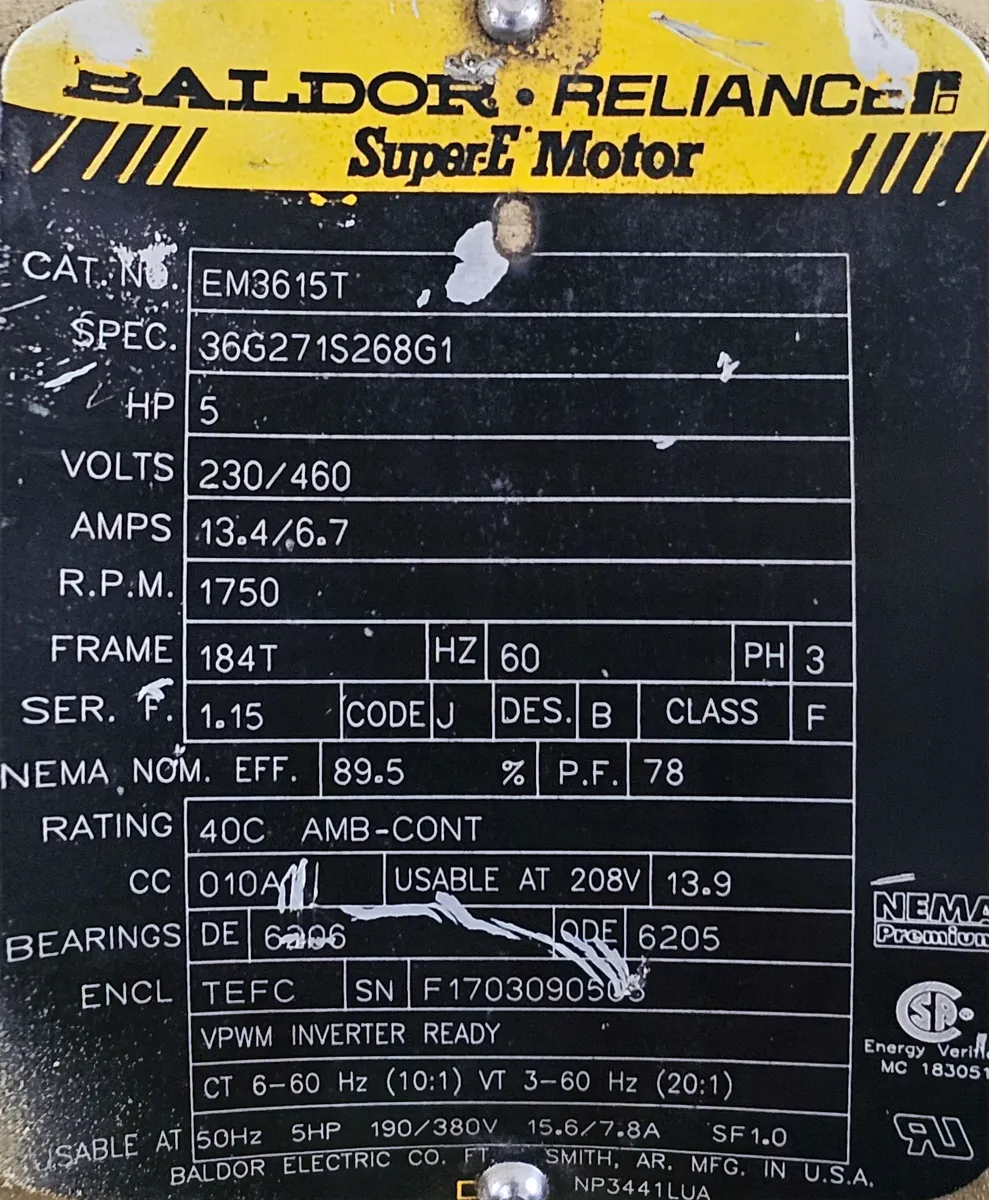 BALDOR • RELIANCE
SuperE Motor
CAT. NO. EM3615T
SPEC. 36G271S268G1
HP 5
VOLTS 230/460
AMPS 13.4/6.7
R.P.M. 1750
FRAME 184T HZ 60 PH 3
SER. F. 1.15 CODE J DES. B CLASS F
NEMA NOM. EFF. 89.5 % P.F. 78
RATING 40C AMB-CONT
CC 010A USABLE AT 208V 13.9
BEARINGS DE 6206 ODE 6205
ENCL TEFC SN
VPWM INVERTER READY
CT 6-60 Hz (10:1) VT 3-60 Hz (20:1)
USABLE AT 50Hz 5HP 190/380V 15.6/7.8A SF1.0
BALDOR ELECTRIC CO. FT. SMITH, AR. MFG. IN U.S.A.
NP3441LUA
NEMA
Premium
SA
Energy
MC 183051
RU